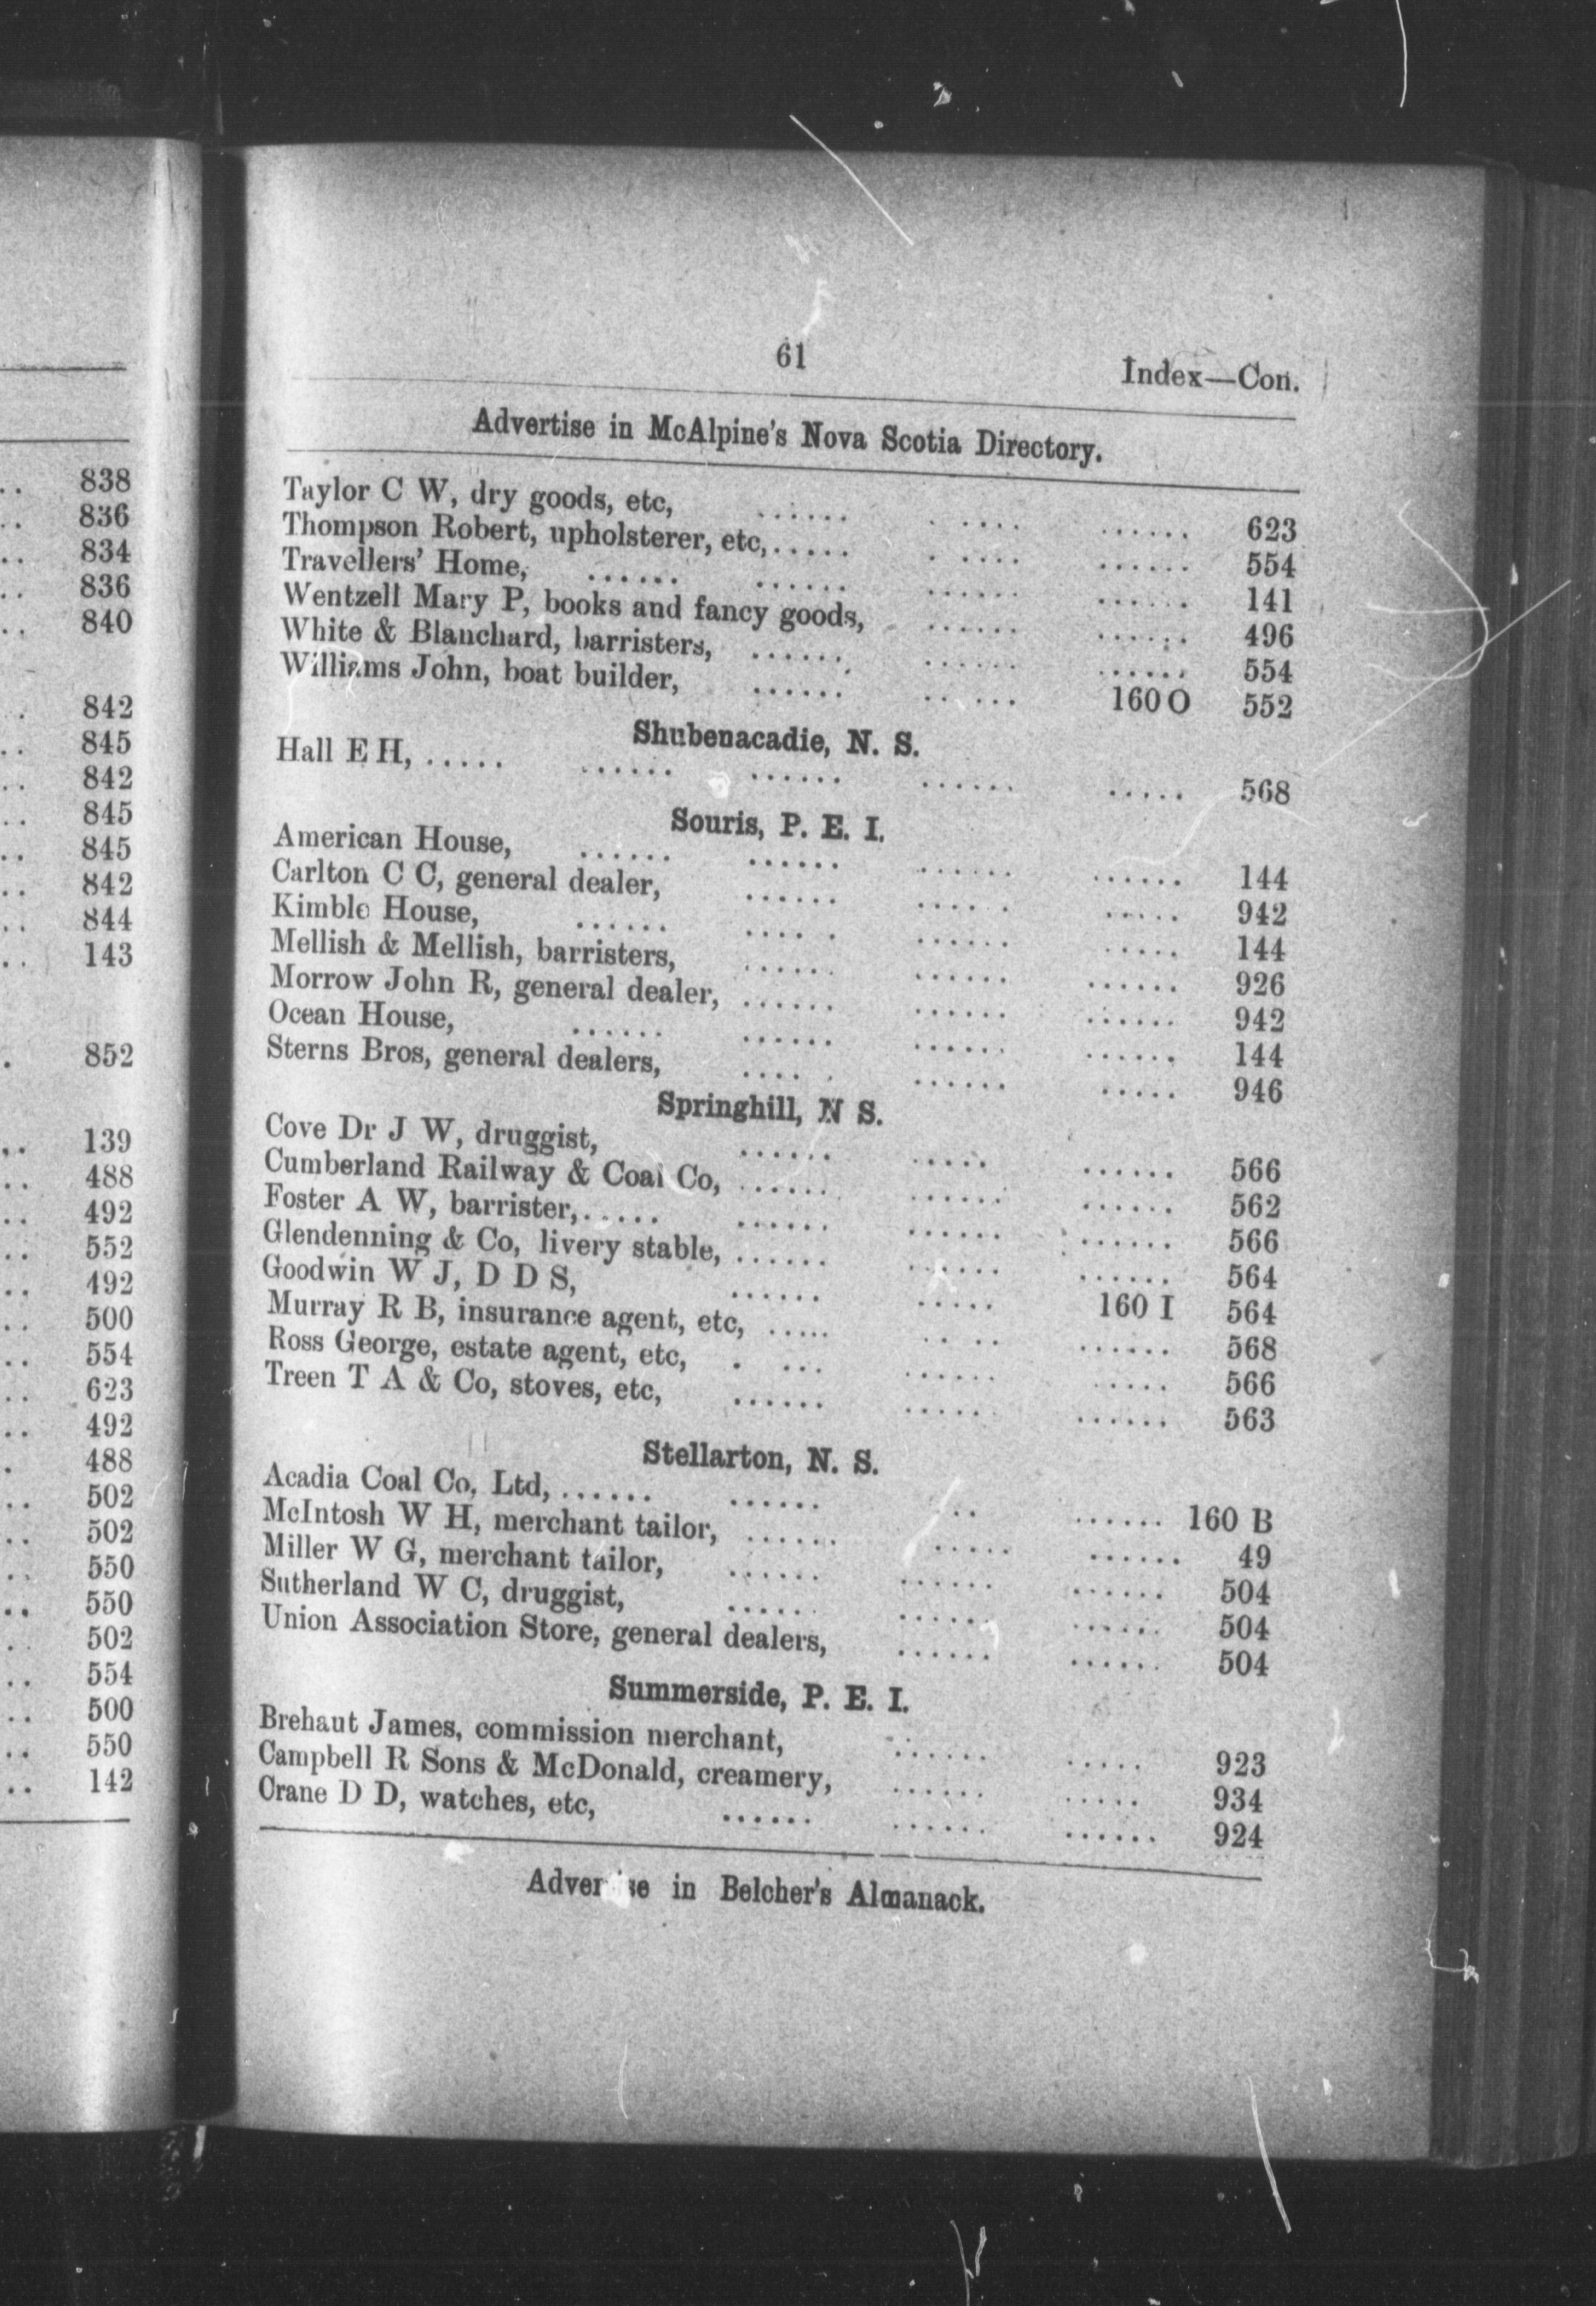 838
836
834
836
840
842
845
842
845
845
842
844
143
852
139
488
492
552
492
500
554
623
492
488
502
502
550
550
502
554
500
550
142
61
Index—Con.
Advertise in McAlpine's Nova Scotia Directory.
Taylor C W, dry goods, etc, ...... .... ...... 623
Thompson Robert, upholsterer, etc, ..... .... ...... 554
Travellers' Home, ...... ...... ...... ...... 141
Wentzell Mary P, books and fancy goods, ...... ...... 496
White & Blanchard, barristers, ...... ...... ...... 554
Williams John, boat builder, ...... ...... 160 O 552
Shubenacadie, N. S.
Hall E H, ..... ...... ...... ...... ..... 568
Souris, P. E. I.
American House, ...... ...... ...... ...... 144
Carlton C C, general dealer, ...... ...... ..... 942
Kimble House, ...... ..... ...... ..... 144
Mellish & Mellish, barristers, ...... ...... ...... 926
Morrow John R, general dealer, ...... ...... ...... 942
Ocean House, ...... ...... ...... ...... 144
Sterns Bros, general dealers, ..... ...... ..... 946
Springhill, N S.
Cove Dr J W, druggist, ...... ..... ...... 566
Cumberland Railway & Coal Co, ...... ...... ...... 562
Foster A W, barrister, ..... ...... ...... ...... 566
Glendenning & Co, livery stable, ...... ...... ...... 564
Goodwin W J, D D S, ...... ..... 160 I 564
Murray R B, insurance agent, etc, ..... .. .. ...... 568
Ross George, estate agent, etc, . ... ...... ..... 566
Treen T A & Co, stoves, etc, ...... ...... ...... 563
Stellarton, N. S.
Acadia Coal Co, Ltd, ...... ...... .. ...... 160 B
McIntosh W H, merchant tailor, ...... ..... ...... 49
Miller W G, merchant tailor, ...... ...... ...... 504
Sutherland W C, druggist, ...... ...... ...... 504
Union Association Store, general dealers, ...... ...... 504
Summerside, P. E. I.
Brehaut James, commission merchant, ...... ..... 923
Campbell R Sons & McDonald, creamery, ...... ..... 934
Crane D D, watches, etc, ...... ...... ...... 924
Adver se in Belcher's Almanack.